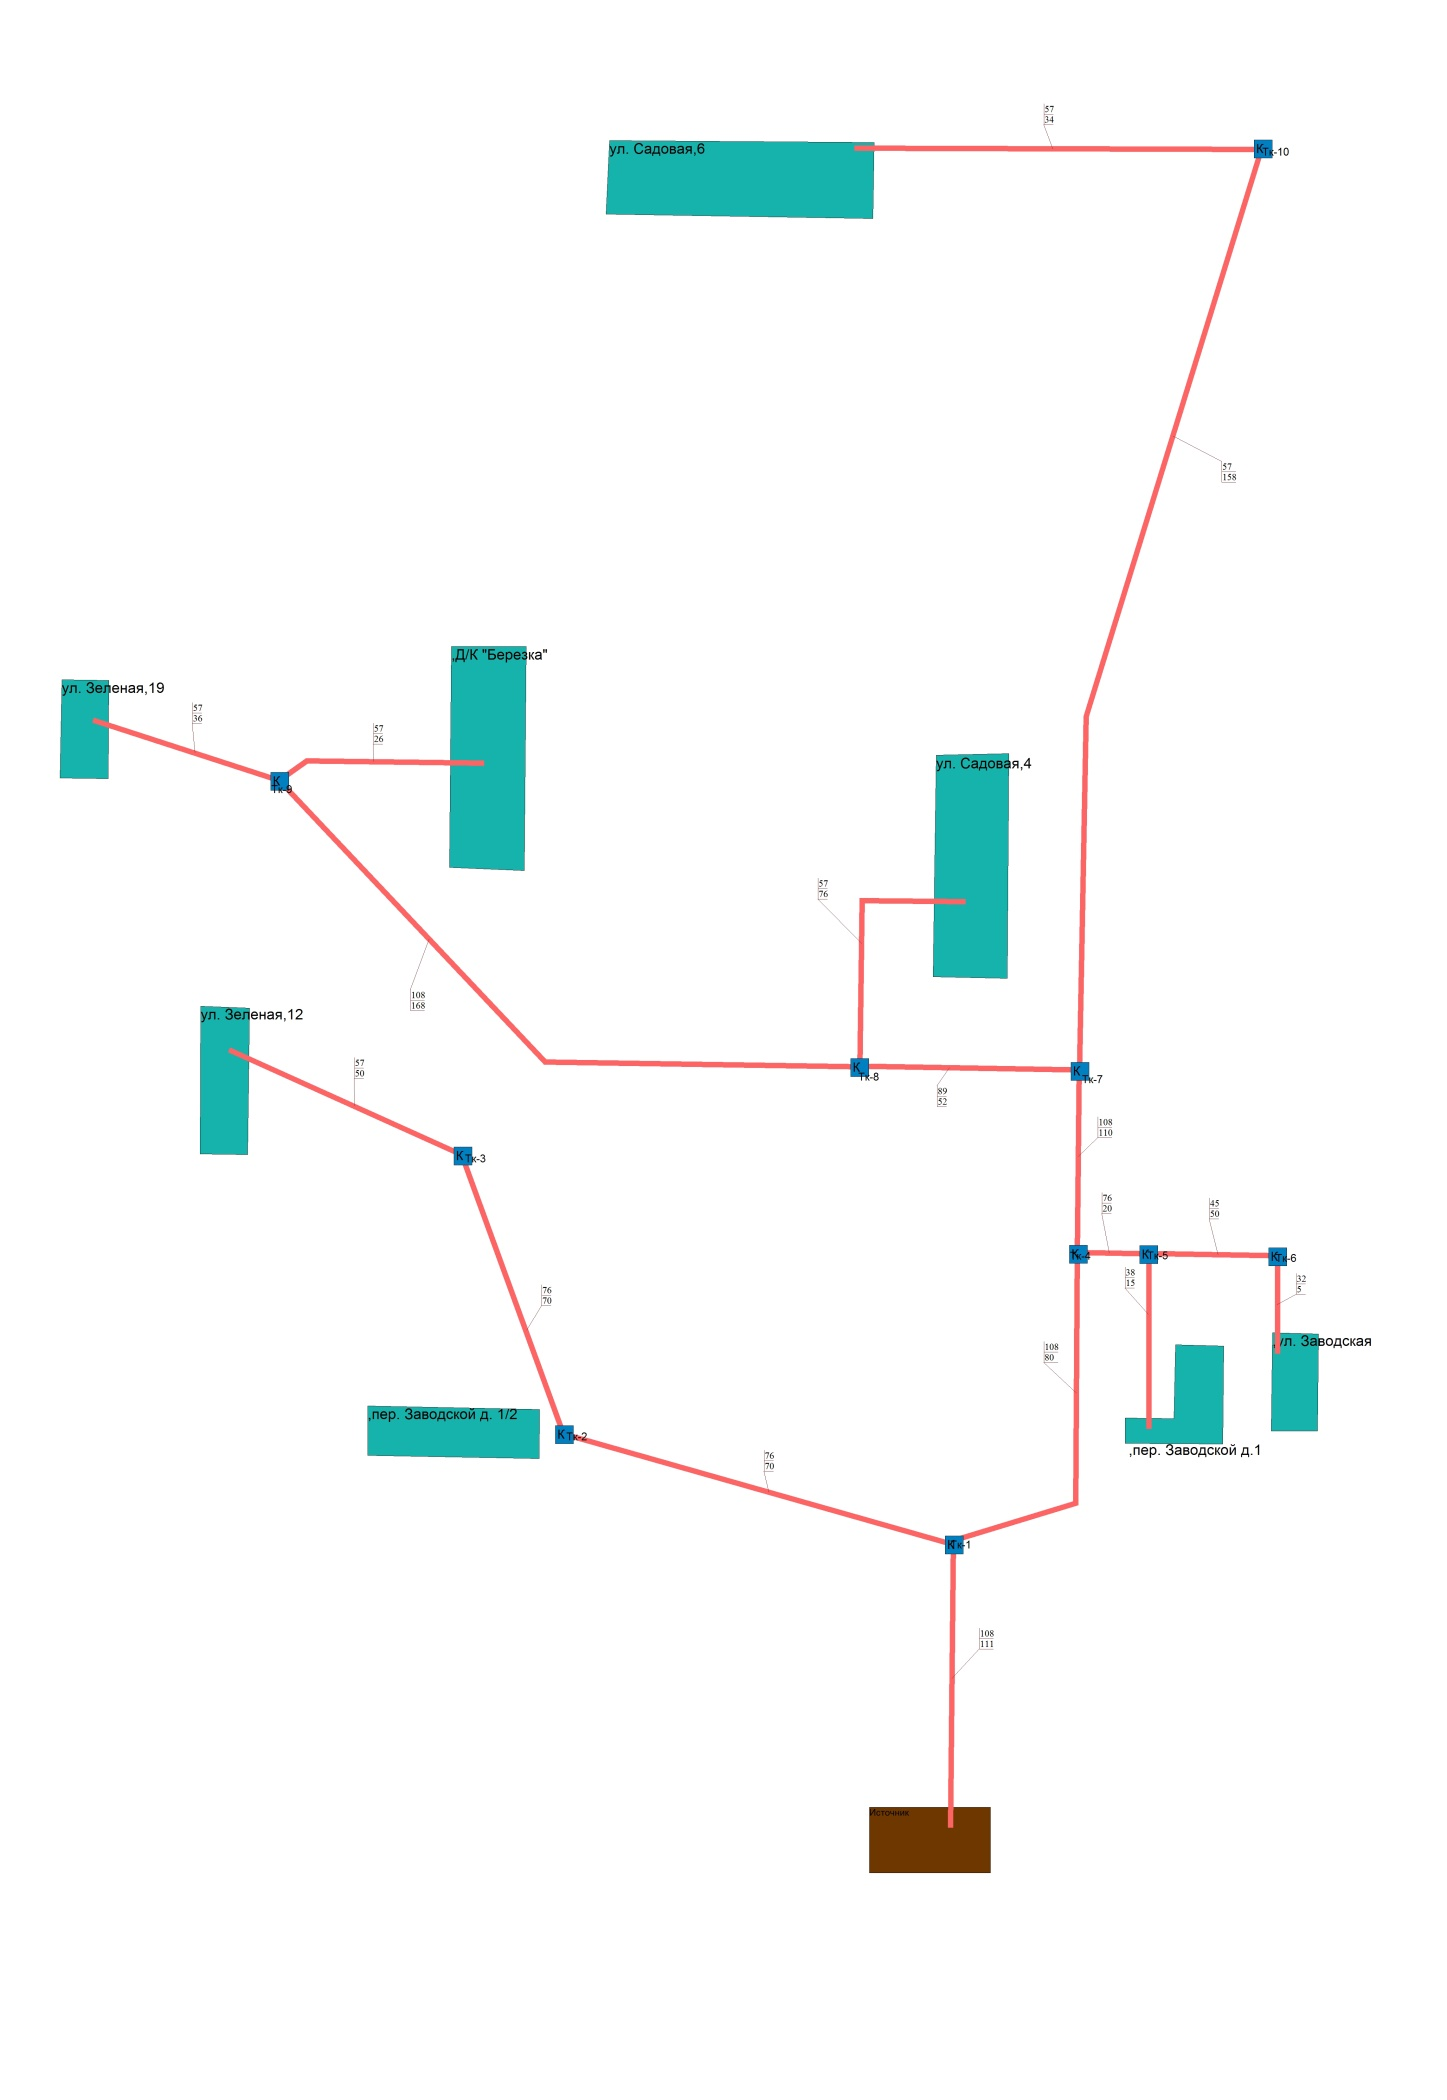 57
34
ул. Садовая,6
К Тк-10
57
158
,Д/К "Березка"
ул. Зеленая,19
57
36
57
26
К
Тк-9
ул. Садовая,4
57
76
108
168
ул. Зеленая,12
57
50
К
Тк-8
К
Тк-7
89
52
108
110
К Тк-3
76
20
45
50
К
Тк-4
К Тк-5
К Тк-6
38
15
32
5
76
70
,ул. Заводская
108
80
,пер. Заводской д. 1/2
К Тк-2
,пер. Заводской д.1
76
70
К Тк-1
108
111
Источник